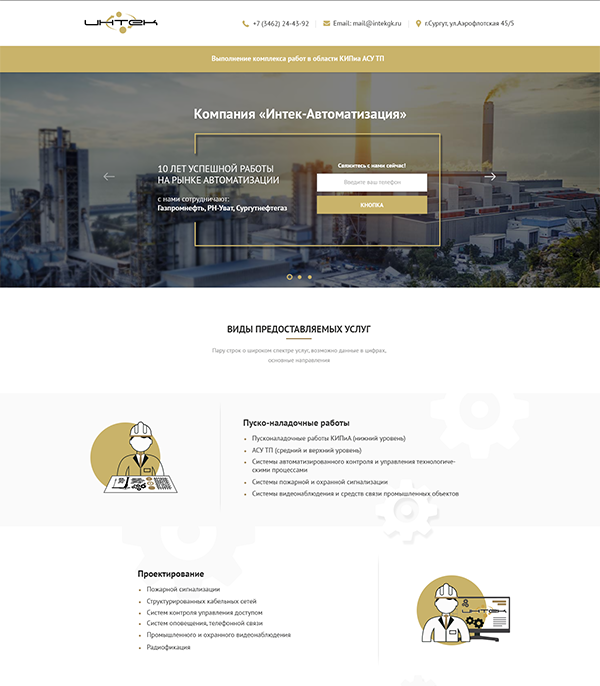 ИНТЕК
+7 (3462) 24-43-92
Email: mail@intekgk.ru
г.Сургут, ул.Аэрофлотская 45/5
Выполнение комплекса работ в области КИПиа АСУ ТП
Компания «Интек-Автоматизация»
10 ЛЕТ УСПЕШНОЙ РАБОТЫ
НА РЫНКЕ АВТОМАТИЗАЦИИ
с нами сотрудничают:
Газпромнефть, РН-Уват, Сургутнефтегаз
Свяжитесь с нами сейчас!
Введите ваш телефон
КНОПКА
ВИДЫ ПРЕДОСТАВЛЯЕМЫХ УСЛУГ
Пару строк о широком спектре услуг, возможно данные в цифрах,
основные направления
Пуско-наладочные работы
Пусконаладочные работы КИПиА (нижний уровень)
АСУ ТП (средний и верхний уровень)
Системы автоматизированного контроля и управления технологиче-
скими процессами
Системы пожарной и охранной сигнализации
Системы видеонаблюдения и средств связи промышленных объектов
Проектирование
Пожарной сигнализации
Структурированных кабельных сетей
Систем контроля управления доступом
Систем оповещения, телефонной связи
Промышленного и охранного видеонаблюдения
Радиофикация
ИНТЕК